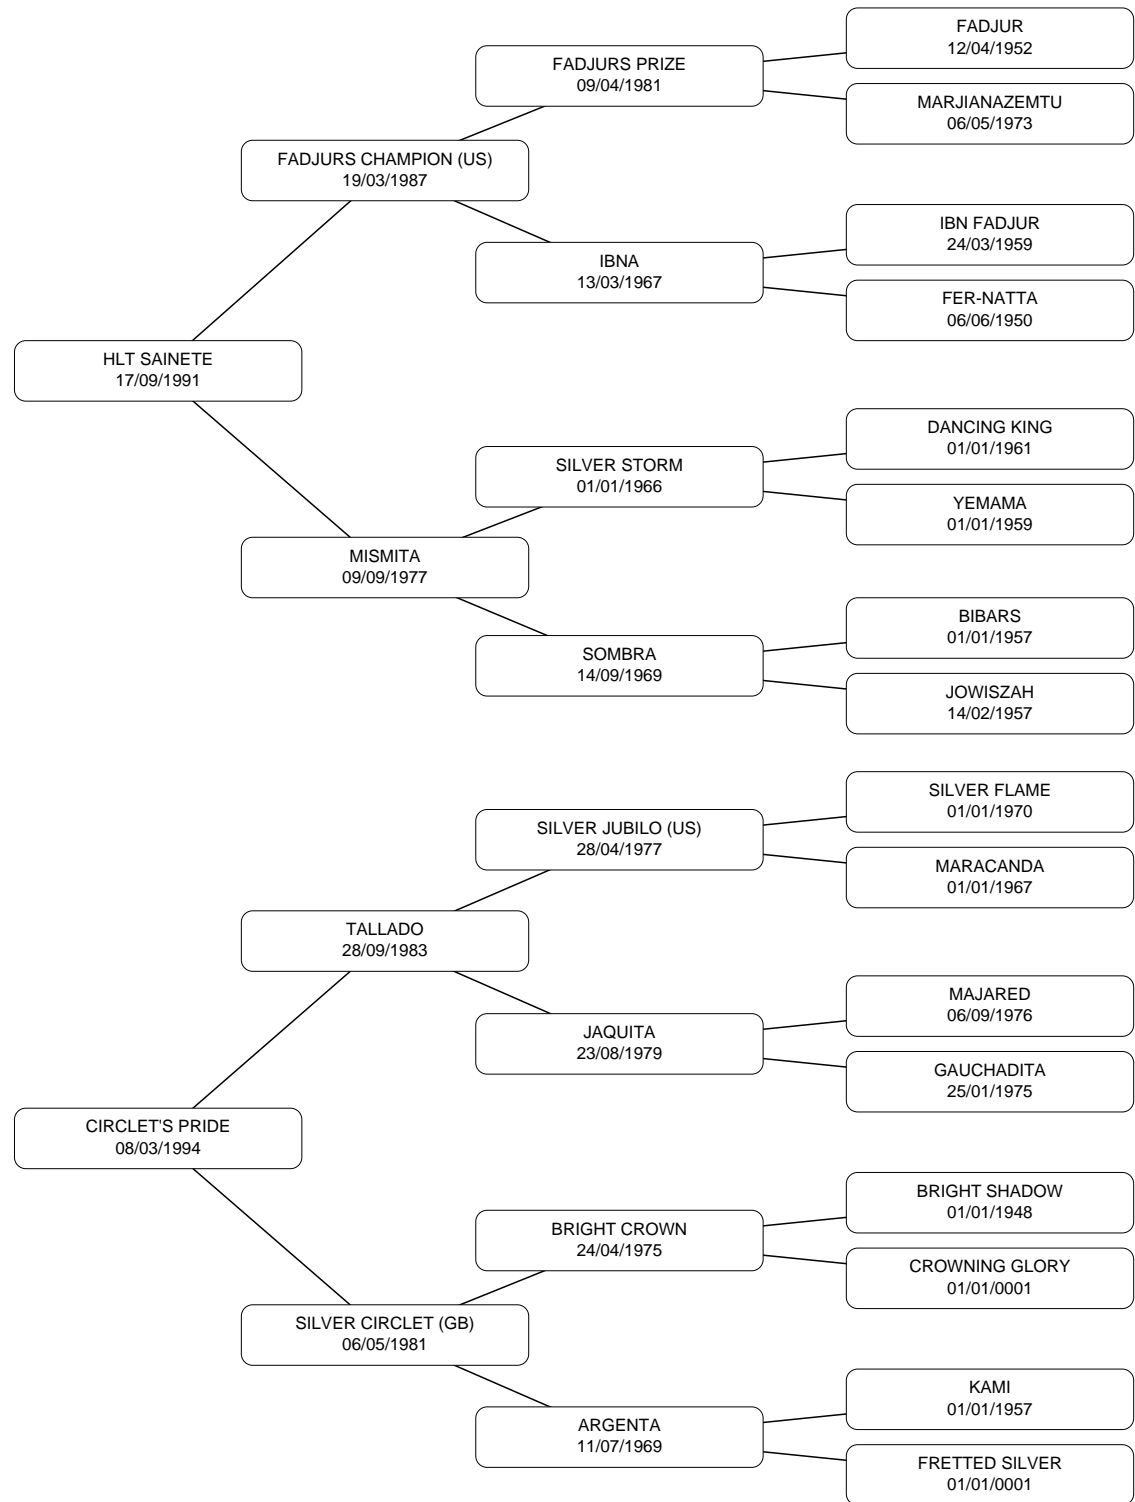 FADJUR
12/04/1952
FADJURS PRIZE
09/04/1981
MARJIANAZEMTU
06/05/1973
FADJURS CHAMPION (US)
19/03/1987
IBN FADJUR
24/03/1959
IBNA
13/03/1967
FER-NATTA
06/06/1950
HLT SAINETE
17/09/1991
DANCING KING
01/01/1961
SILVER STORM
01/01/1966
YEMAMA
01/01/1959
MISMITA
09/09/1977
BIBARS
01/01/1957
SOMBRA
14/09/1969
JOWISZAH
14/02/1957
SILVER FLAME
01/01/1970
SILVER JUBILO (US)
28/04/1977
MARACANDA
01/01/1967
TALLADO
28/09/1983
MAJARED
06/09/1976
JAQUITA
23/08/1979
GAUCHADITA
25/01/1975
CIRCLET'S PRIDE
08/03/1994
BRIGHT SHADOW
01/01/1948
BRIGHT CROWN
24/04/1975
CROWNING GLORY
01/01/0001
SILVER CIRCLET (GB)
06/05/1981
KAMI
01/01/1957
ARGENTA
11/07/1969
FRETTED SILVER
01/01/0001